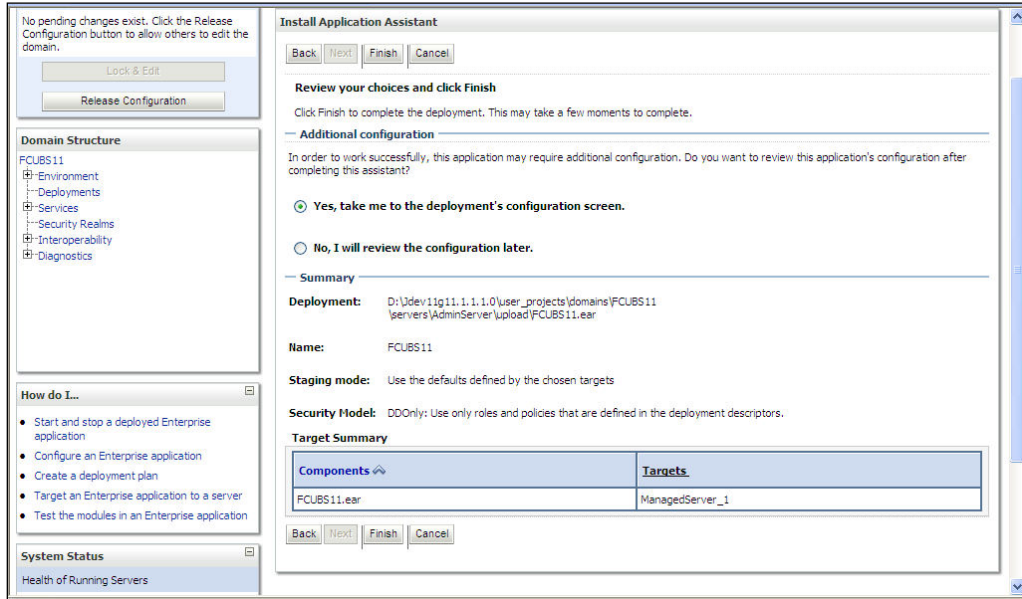 No pending changes exist. Click the Release
Configuration button to allow others to edit the
domain.
Lock & Edit
Release Configuration
Domain Structure
FCUBS11
Environment
Deployments
Services
Security Realms
Interoperability
Diagnostics
How do I...
Start and stop a deployed Enterprise
application
Configure an Enterprise application
Create a deployment plan
Target an Enterprise application to a server
Test the modules in an Enterprise application
System Status
Health of Running Servers
Install Application Assistant
Back Next Finish Cancel
Review your choices and click Finish
Click Finish to complete the deployment. This may take a few moments to complete.
Additional configuration
In order to work successfully, this application may require additional configuration. Do you want to review this application's configuration after
completing this assistant?
Yes, take me to the deployment's configuration screen.
No, I will review the configuration later.
Summary
Deployment: D:\Jdev11g11.1.1.1.0\user_projects\domains\FCUBS11
\servers\AdminServer\upload\FCUBS11.ear
Name: FCUBS11
Staging mode: Use the defaults defined by the chosen targets
Security Model: DDOnly: Use only roles and policies that are defined in the deployment descriptors.
Target Summary
Components Targets
FCUBS11.ear ManagedServer_1
Back Next Finish Cancel